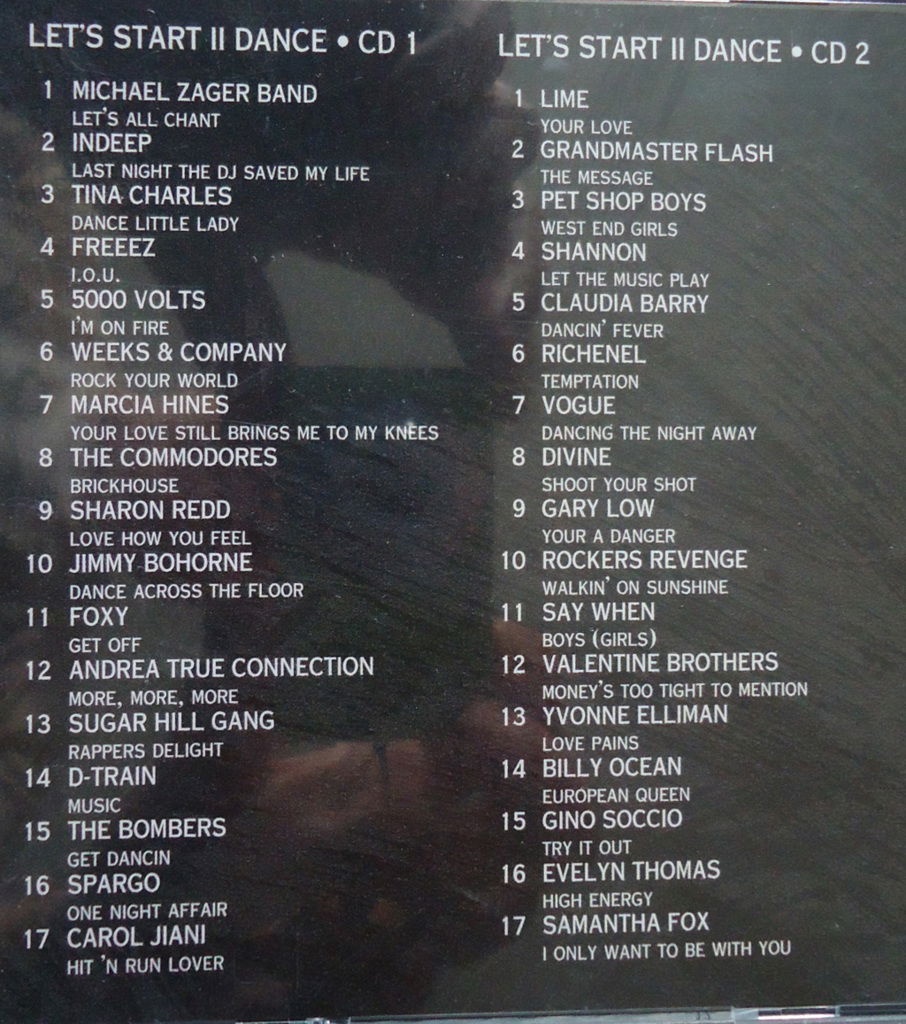 LET'S START II DANCE • CD 1
1 MICHAEL ZAGER BAND
LET'S ALL CHANT
2 INDEEP
LAST NIGHT THE DJ SAVED MY LIFE
3 TINA CHARLES
DANCE LITTLE LADY
4 FREEEZ
I.O.U.
5 5000 VOLTS
I'M ON FIRE
6 WEEKS & COMPANY
ROCK YOUR WORLD
7 MARCIA HINES
YOUR LOVE STILL BRINGS ME TO MY KNEES
8 THE COMMODORES
BRICKHOUSE
9 SHARON REDD
LOVE HOW YOU FEEL
10 JIMMY BOHORNE
DANCE ACROSS THE FLOOR
11 FOXY
GET OFF
12 ANDREA TRUE CONNECTION
MORE, MORE, MORE
13 SUGAR HILL GANG
RAPPERS DELIGHT
14 D-TRAIN
MUSIC
15 THE BOMBERS
GET DANCIN
16 SPARGO
ONE NIGHT AFFAIR
17 CAROL JIANI
HIT 'N RUN LOVER
LET'S START II DANCE • CD 2
1 LIME
YOUR LOVE
2 GRANDMASTER FLASH
THE MESSAGE
3 PET SHOP BOYS
WEST END GIRLS
4 SHANNON
LET THE MUSIC PLAY
5 CLAUDIA BARRY
DANCIN' FEVER
6 RICHENEL
TEMPTATION
7 VOGUE
DANCING THE NIGHT AWAY
8 DIVINE
SHOOT YOUR SHOT
9 GARY LOW
YOUR A DANGER
10 ROCKERS REVENGE
WALKIN' ON SUNSHINE
11 SAY WHEN
BOYS (GIRLS)
12 VALENTINE BROTHERS
MONEY'S TOO TIGHT TO MENTION
13 YVONNE ELLIMAN
LOVE PAINS
14 BILLY OCEAN
EUROPEAN QUEEN
15 GINO SOCCIO
TRY IT OUT
16 EVELYN THOMAS
HIGH ENERGY
17 SAMANTHA FOX
I ONLY WANT TO BE WITH YOU